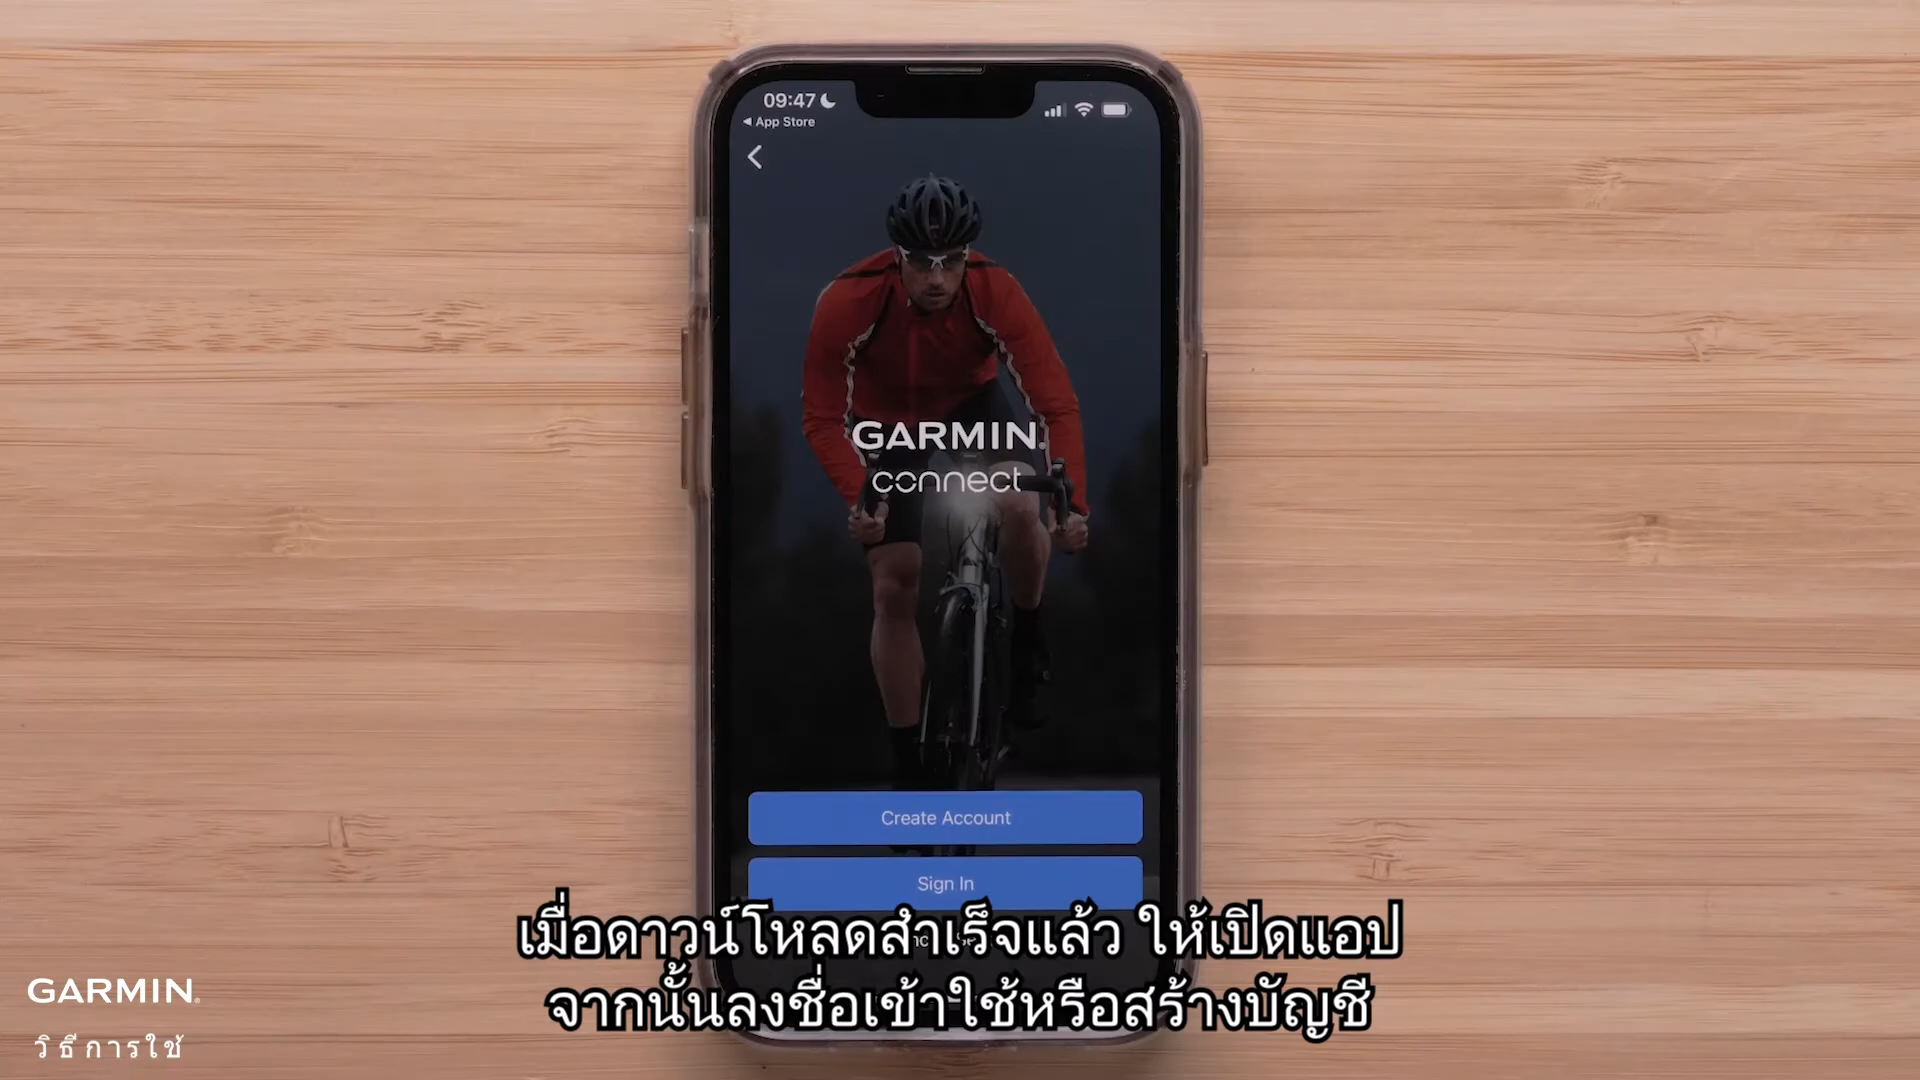 09:47
App Store
GARMIN.
connect
Create Account
Sign In
เมื่อดาวน์โหลดสำเร็จแล้ว ให้เปิดแอป
จากนั้นลงชื่อเข้าใช้หรือสร้างบัญชี
GARMIN.
วิธีการใช้